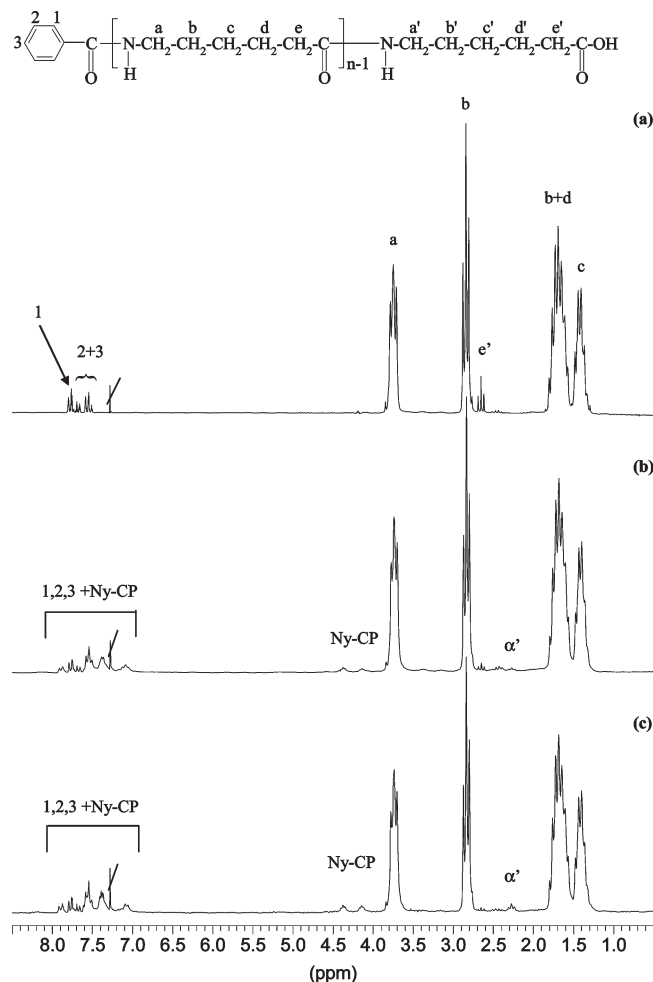 2 1 a b c d e a' b' c' d' e'
3 C N—CH2—CH2—CH2—CH2—CH2—C N—CH2—CH2—CH2—CH2—CH2—C—OH
O H O n-1 H O
(a)
b
b+d
a
c
1
2+3
e’
(b)
1,2,3 +Ny-CP
Ny-CP
α’
(c)
1,2,3 +Ny-CP
Ny-CP
α’
8.0 7.5 7.0 6.5 6.0 5.5 5.0 4.5 4.0 3.5 3.0 2.5 2.0 1.5 1.0
(ppm)